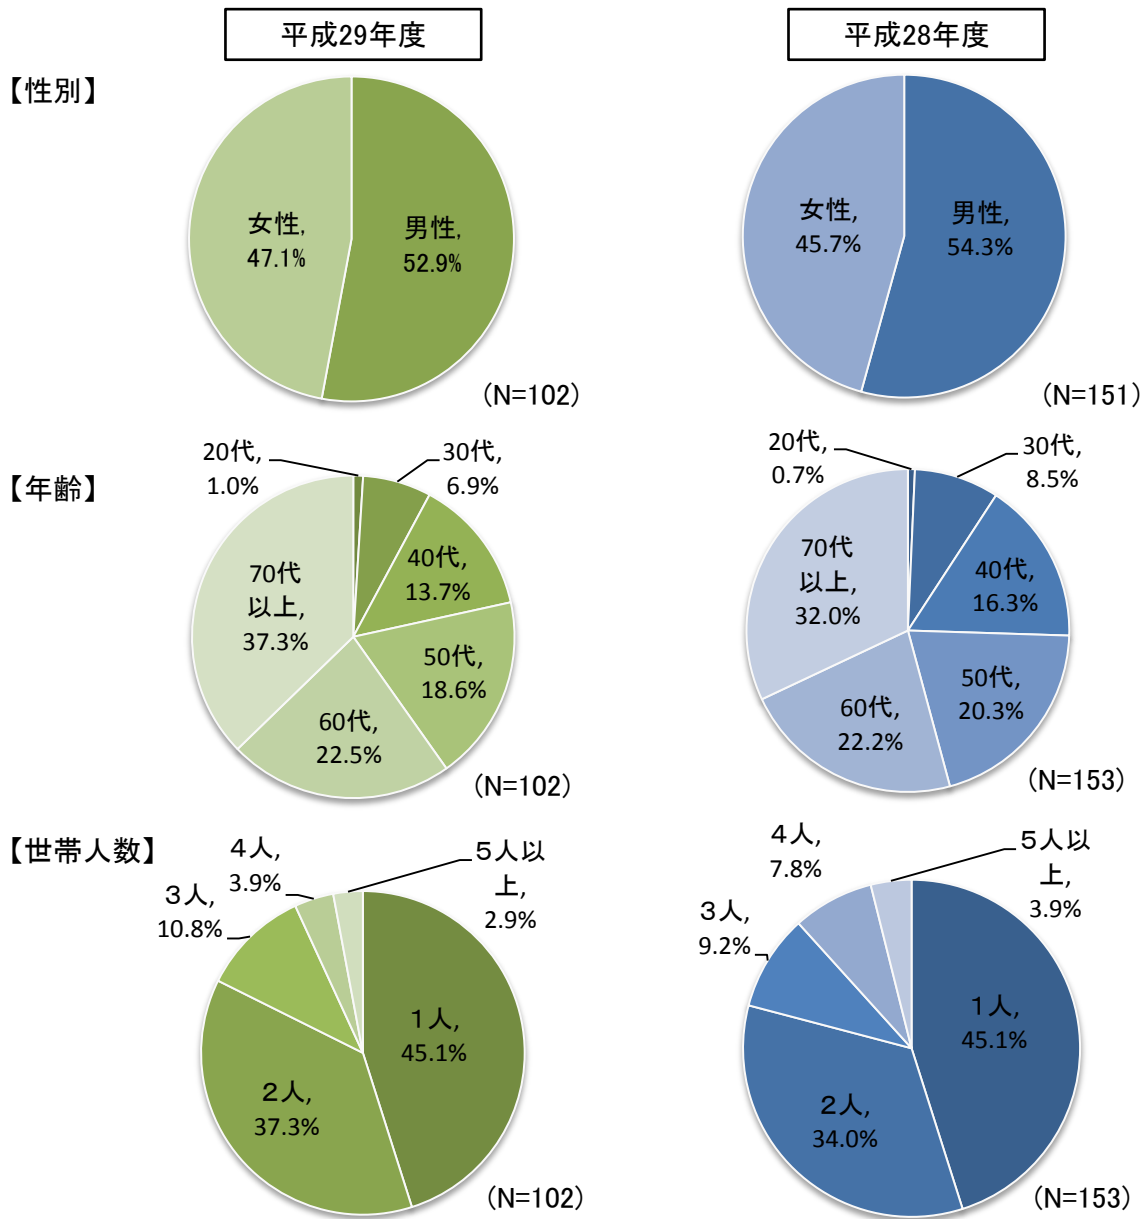 平成29年度
平成28年度
【性別】
女性,
47.1%
男性,
52.9%
(N=102)
女性,
45.7%
男性,
54.3%
(N=151)
【年齢】
20代,
1.0%
30代,
6.9%
40代,
13.7%
50代,
18.6%
60代,
22.5%
70代
以上,
37.3%
(N=102)
20代,
0.7%
30代,
8.5%
40代,
16.3%
50代,
20.3%
60代,
22.2%
70代
以上,
32.0%
(N=153)
【世帯人数】
1人,
45.1%
2人,
37.3%
3人,
10.8%
4人,
3.9%
5人以
上,
2.9%
(N=102)
1人,
45.1%
2人,
34.0%
3人,
9.2%
4人,
7.8%
5人以
上,
3.9%
(N=153)